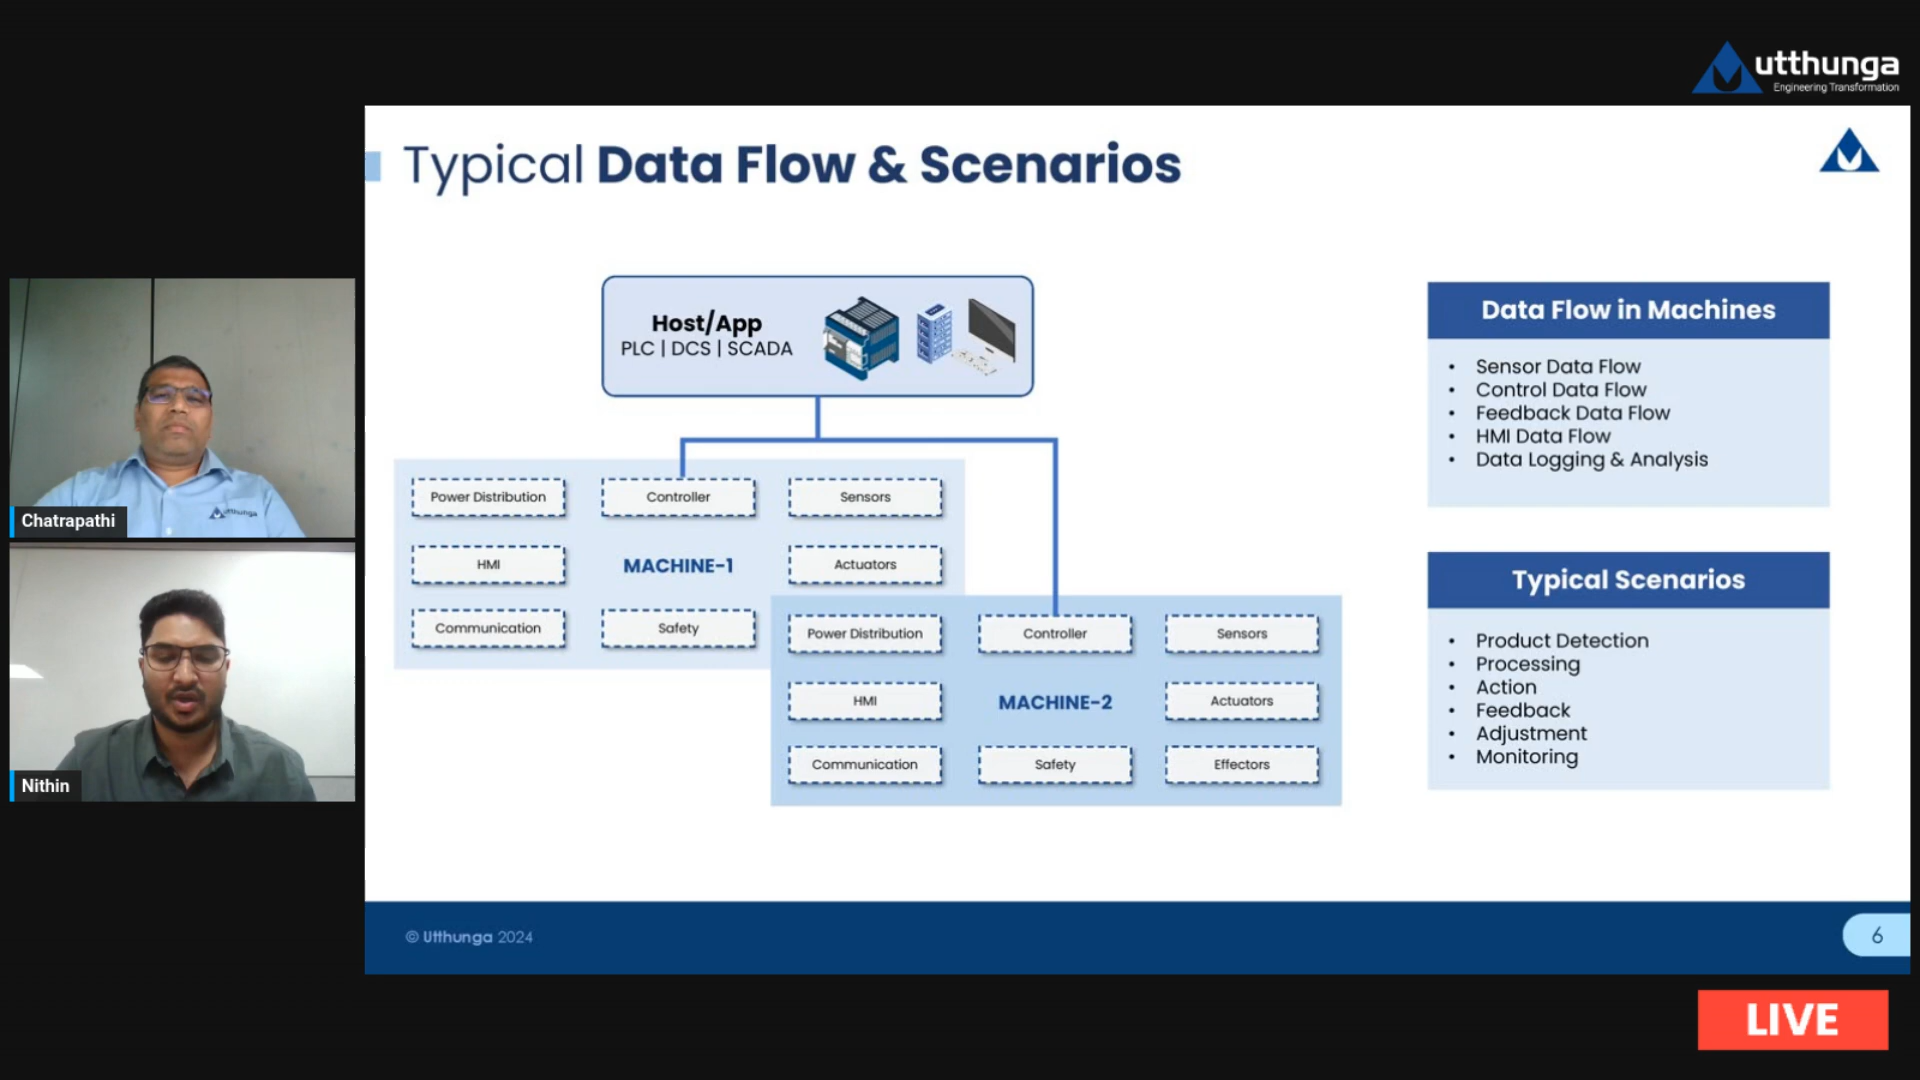 utthunga
Engineering Transformation
Typical Data Flow & Scenarios
Host/App
PLC | DCS | SCADA
Power Distribution
Controller
Sensors
HMI
MACHINE-1
Actuators
Communication
Safety
Power Distribution
Controller
Sensors
HMI
MACHINE-2
Actuators
Communication
Safety
Effectors
Data Flow in Machines
• Sensor Data Flow
• Control Data Flow
• Feedback Data Flow
• HMI Data Flow
• Data Logging & Analysis
Typical Scenarios
• Product Detection
• Processing
• Action
• Feedback
• Adjustment
• Monitoring
utthunga
Chatrapathi
Nithin
© Utthunga 2024
6
LIVE